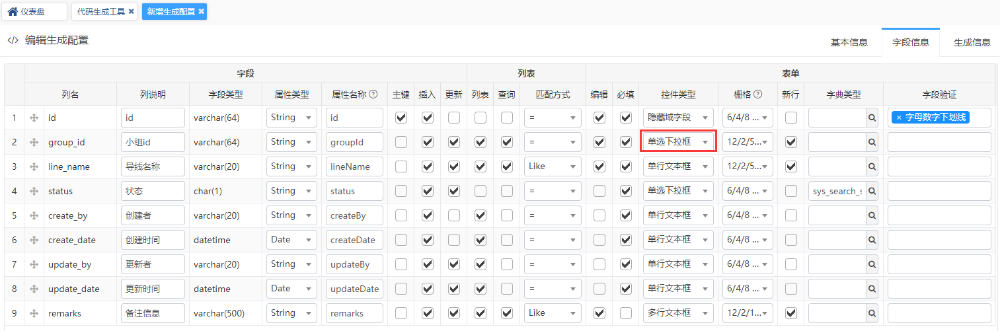 仪表盘 代码生成工具 × 新增生成配置 ×
</> 编辑生成配置 基本信息 字段信息 生成信息
字段 列表 表单
列名 列说明 字段类型 属性类型 属性名称 主键 插入 更新 列表 查询 匹配方式 编辑 必填 控件类型 栅格 新行 字典类型 字段验证
1 id id varchar(64) String id = 隐藏域字段 6/4/8 ... × 字母数字下划线
2 group_id 小组id varchar(64) String groupId = 单选下拉框 12/2/5...
3 line_name 导线名称 varchar(20) String lineName Like 单行文本框 12/2/5...
4 status 状态 char(1) String status = 单选下拉框 6/4/8 ... sys_search_s
5 create_by 创建者 varchar(20) String createBy = 单行文本框 6/4/8 ...
6 create_date 创建时间 datetime Date createDate = 单行文本框 6/4/8 ...
7 update_by 更新者 varchar(20) String updateBy = 单行文本框 6/4/8 ...
8 update_date 更新时间 datetime Date updateDate = 单行文本框 6/4/8 ...
9 remarks 备注信息 varchar(500) String remarks Like 多行文本框 12/2/1...